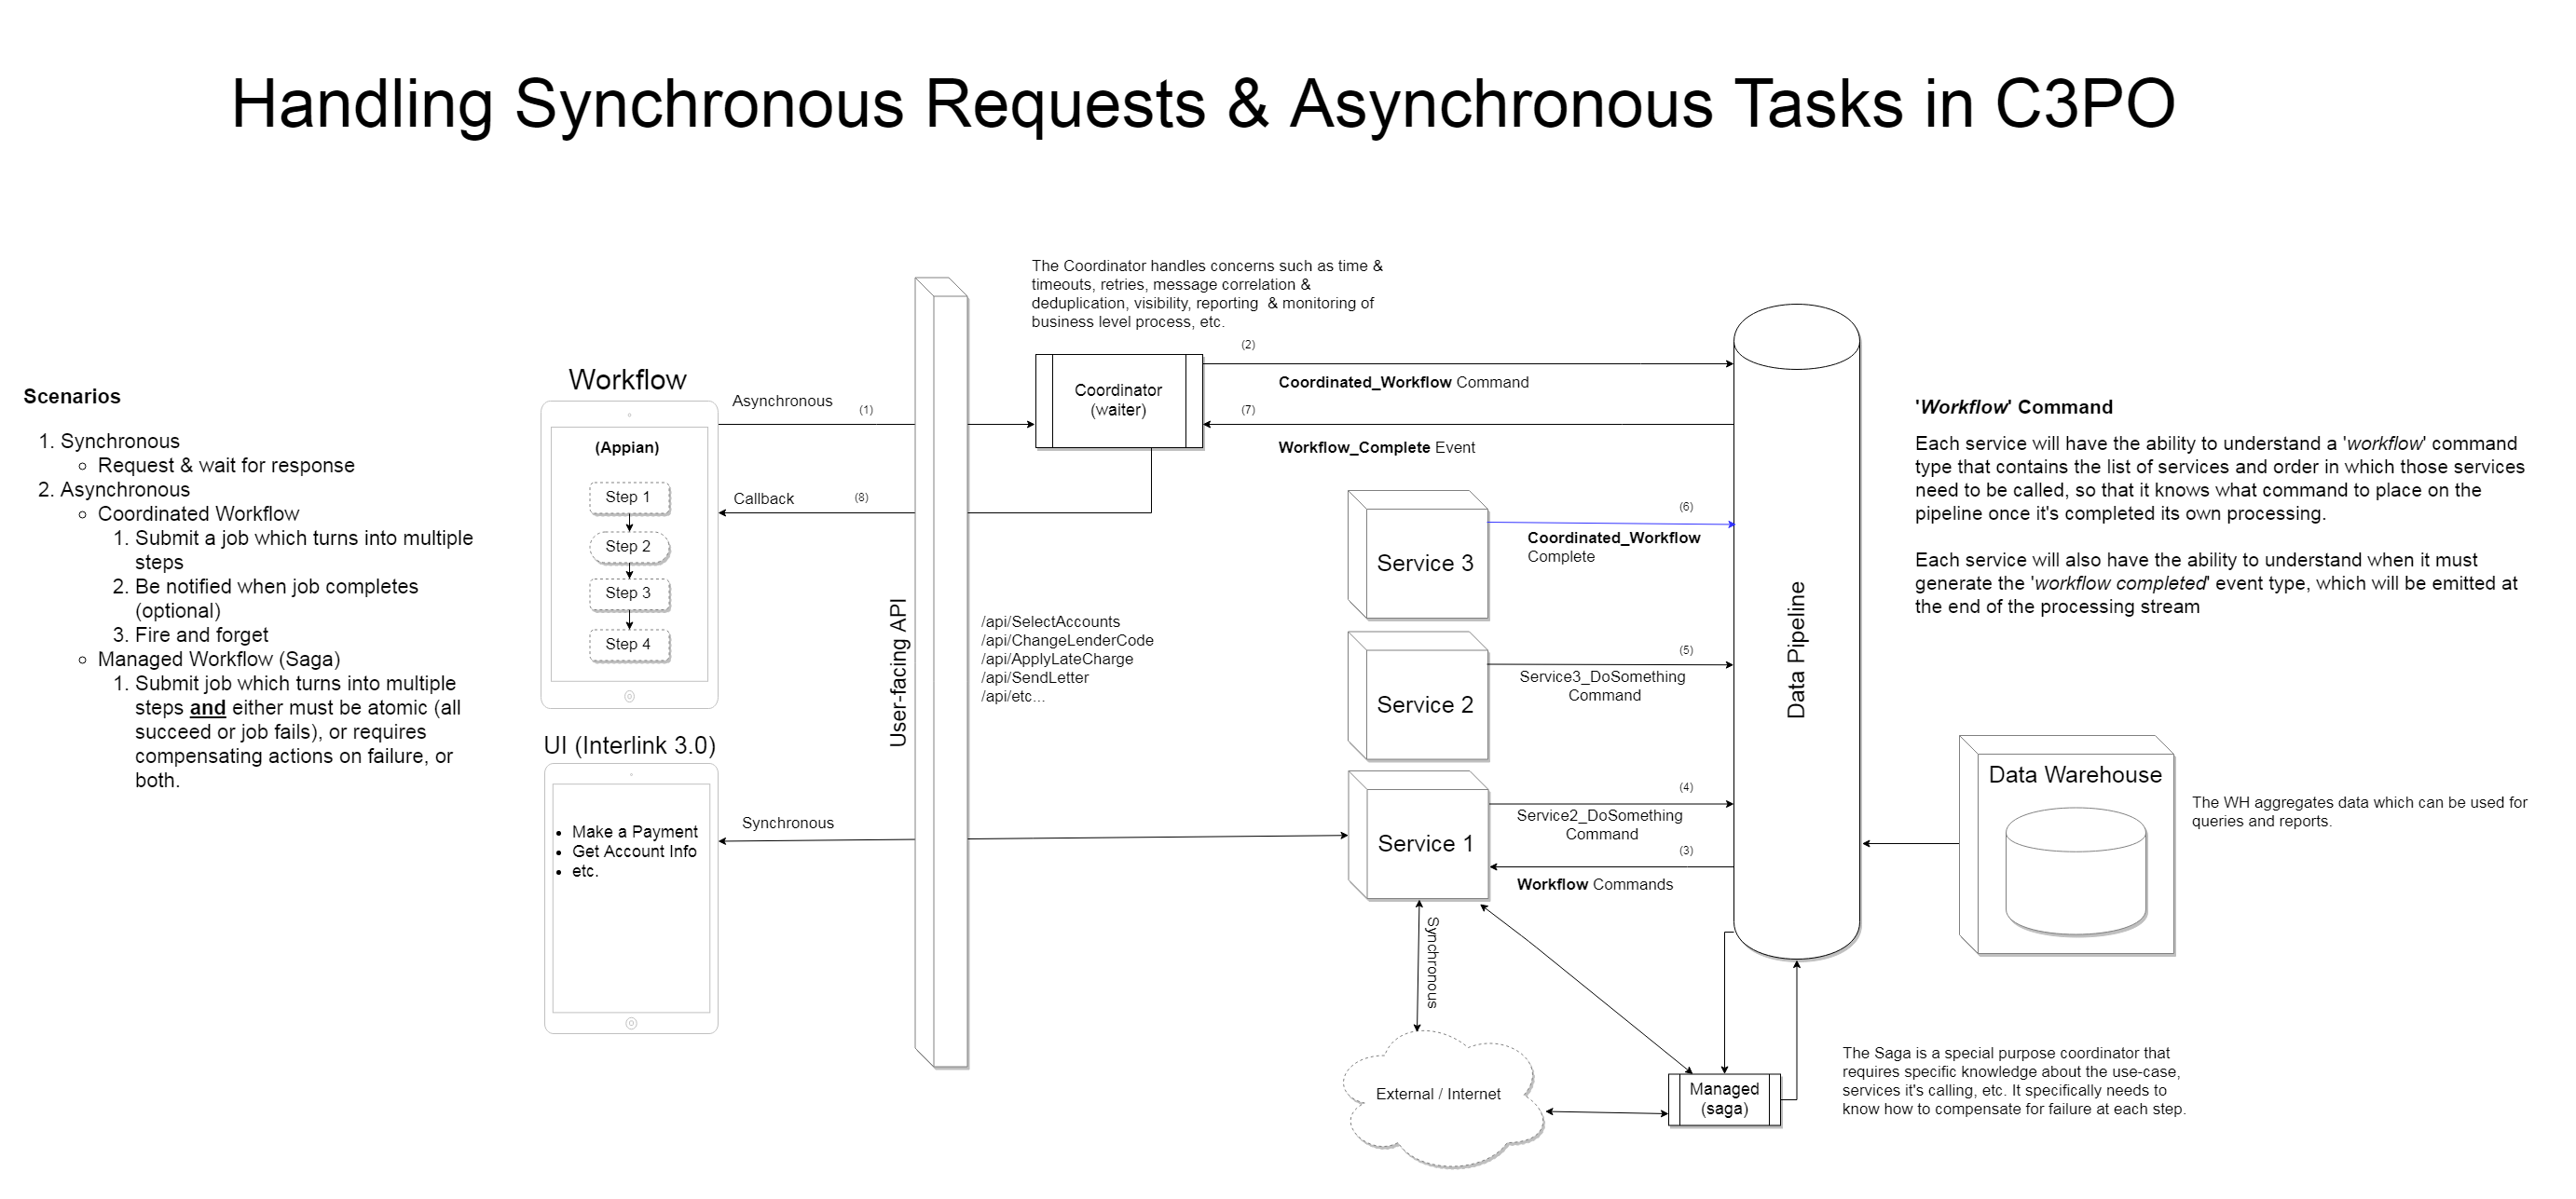 Handling Synchronous Requests & Asynchronous Tasks in C3PO
Scenarios
1. Synchronous
Request & wait for response
2. Asynchronous
Coordinated Workflow
1. Submit a job which turns into multiple
steps
2. Be notified when job completes
(optional)
3. Fire and forget
Managed Workflow (Saga)
1. Submit job which turns into multiple
steps and either must be atomic (all
succeed or job fails), or requires
compensating actions on failure, or
both.
Workflow
(Appian)
Step 1
Step 2
Step 3
Step 4
UI (Interlink 3.0)
Make a Payment
Get Account Info
etc.
Asynchronous
(1)
Callback
(8)
Synchronous
User-facing API
The Coordinator handles concerns such as time &
timeouts, retries, message correlation &
deduplication, visibility, reporting  & monitoring of
business level process, etc.
Coordinator
(waiter)
(2)
Coordinated_Workflow Command
(7)
Workflow_Complete Event
/api/SelectAccounts
/api/ChangeLenderCode
/api/ApplyLateCharge
/api/SendLetter
/api/etc...
Service 3
(6)
Coordinated_Workflow
Complete
Service 2
(5)
Service3_DoSomething
Command
Service 1
(4)
Service2_DoSomething
Command
(3)
Workflow Commands
Synchronous
External / Internet
Managed
(saga)
Data Pipeline
'Workflow' Command
Each service will have the ability to understand a 'workflow' command
type that contains the list of services and order in which those services
need to be called, so that it knows what command to place on the
pipeline once it's completed its own processing.
Each service will also have the ability to understand when it must
generate the 'workflow completed' event type, which will be emitted at
the end of the processing stream
Data Warehouse
The WH aggregates data which can be used for
queries and reports.
The Saga is a special purpose coordinator that
requires specific knowledge about the use-case,
services it's calling, etc. It specifically needs to
know how to compensate for failure at each step.